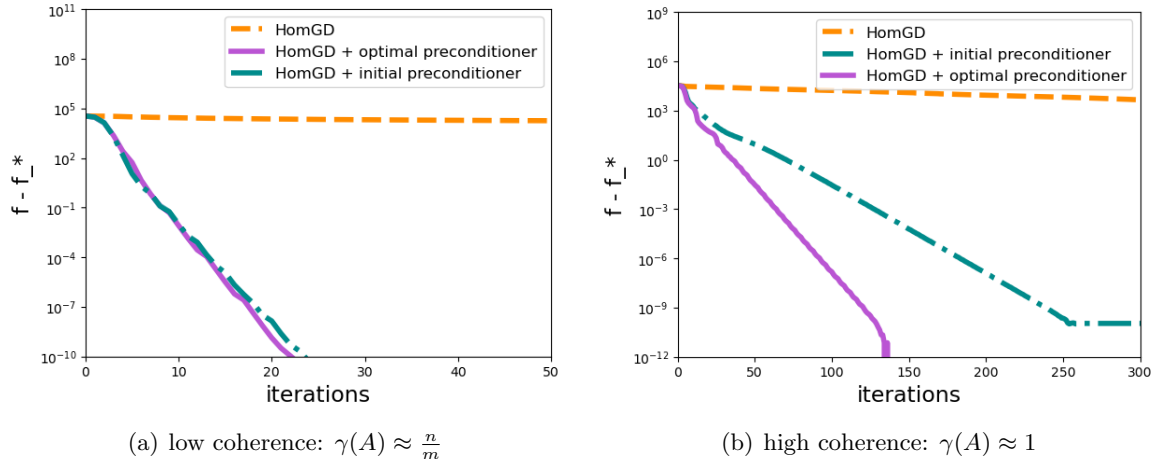 10^11
10^8
10^5
10^2
10^-1
10^-4
10^-7
10^-10
f - f_*
0
10
20
30
40
50
iterations
HomGD
HomGD + optimal preconditioner
HomGD + initial preconditioner
(a) low coherence: γ(A) ≈ n/m
10^9
10^6
10^3
10^0
10^-3
10^-6
10^-9
10^-12
f - f_*
0
50
100
150
200
250
300
iterations
HomGD
HomGD + initial preconditioner
HomGD + optimal preconditioner
(b) high coherence: γ(A) ≈ 1